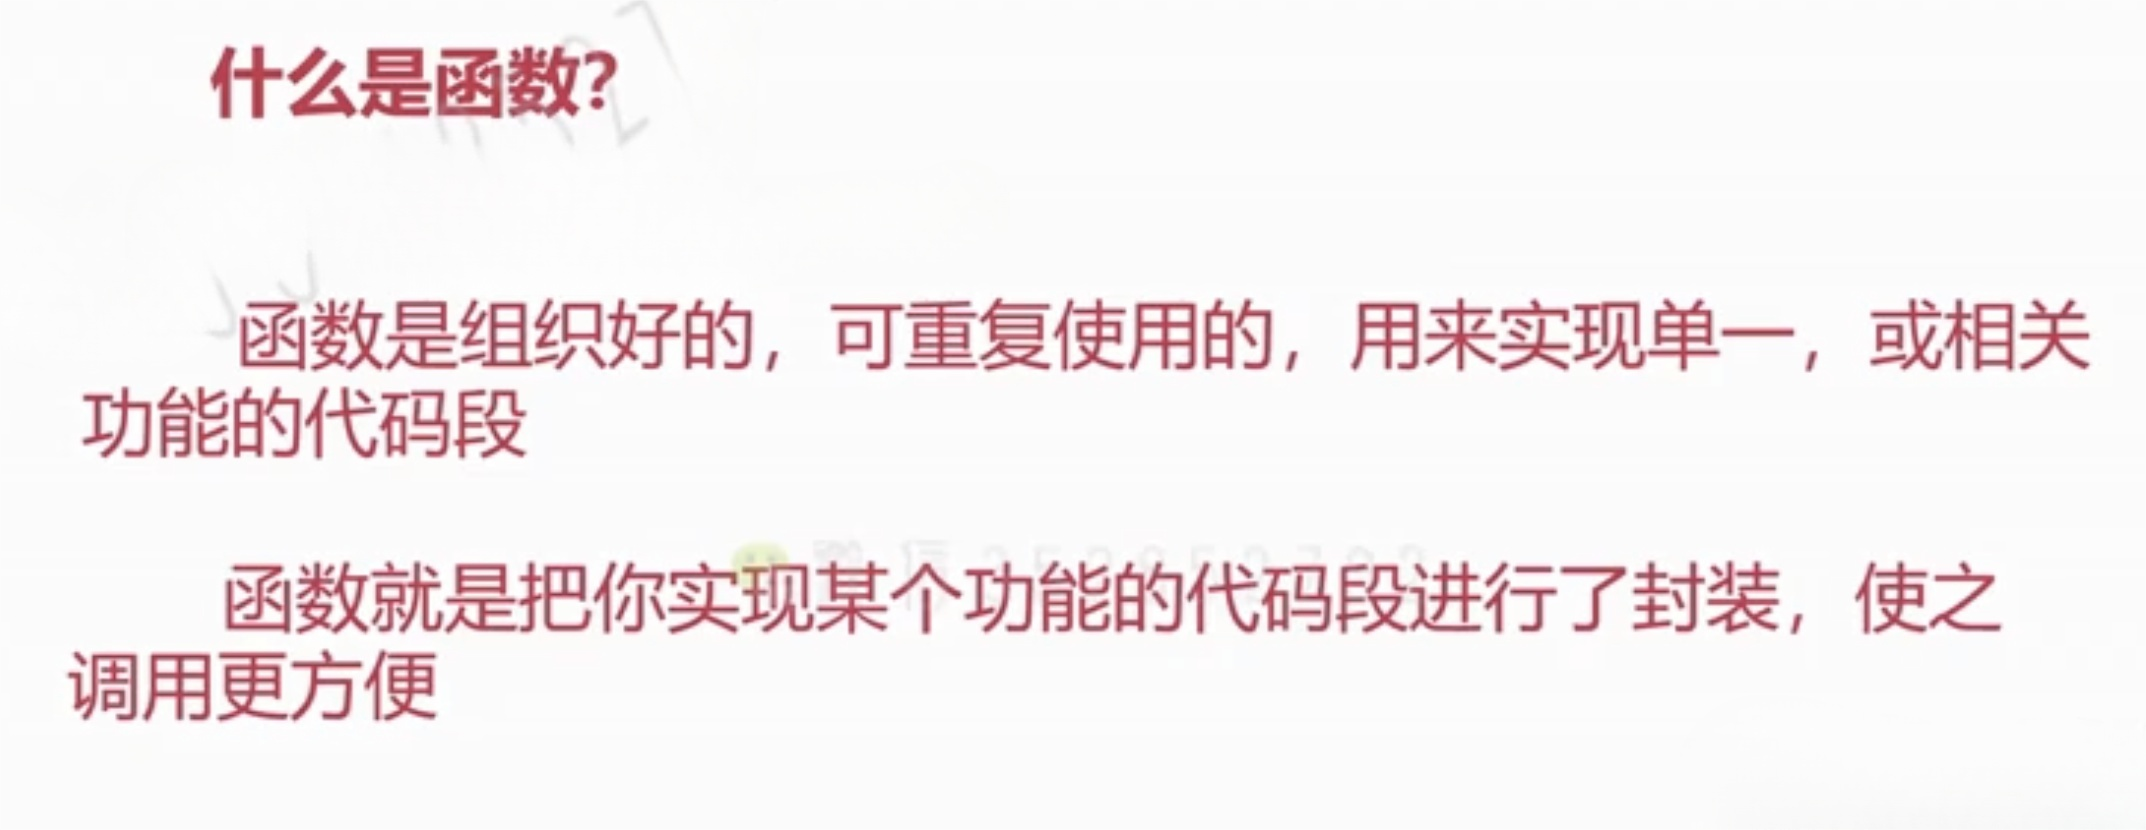 什么是函数?
函数是组织好的，可重复使用的，用来实现单一，或相关
功能的代码段
函数就是把你实现某个功能的代码段进行了封装，使之
调用更方便